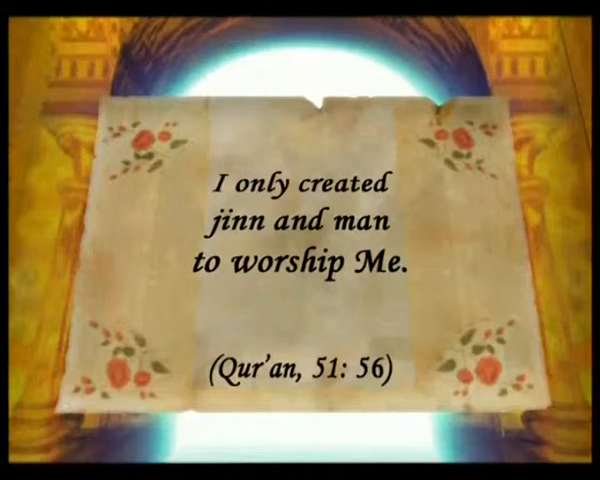 I only created
jinn and man
to worship Me.
(Qur'an, 51: 56)